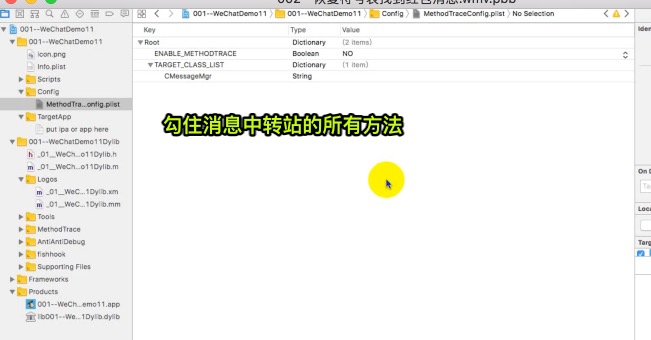 001--WeChatDemo11 〉 001--WeChatDemo11 〉 Config 〉 MethodTraceConfig.plist 〉 No Selection
001--WeChatDemo11
001--WeChatDemo11
icon.png
Info.plist
Scripts
Config
MethodTra...onfig.plist
TargetApp
put ipa or app here
001--WeChatDemo11Dylib
_01__WeCh...o11Dylib.h
_01__WeCh...o11Dylib.m
Logos
_01__WeC...1Dylib.xm
_01__WeC...1Dylib.mm
Tools
MethodTrace
AntiAntiDebug
fishhook
Supporting Files
Frameworks
Products
001--WeCh...emo11.app
lib001--We...1Dylib.dylib
Key Type Value
Root Dictionary (2 items)
ENABLE_METHODTRACE Boolean NO
TARGET_CLASS_LIST Dictionary (1 item)
CMessageMgr String
勾住消息中转站的所有方法
Iden
On D
Loca
Targ